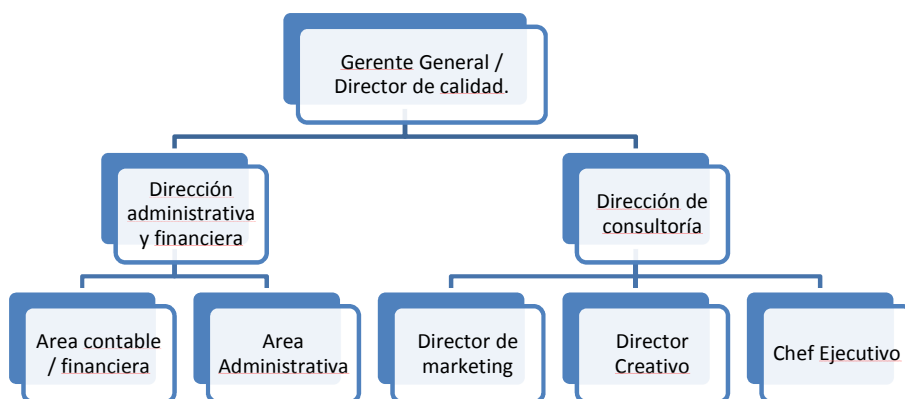 Gerente General /
Director de calidad.
Dirección
administrativa
y financiera
Dirección de
consultoría
Area contable
/ financiera
Area
Administrativa
Director de
marketing
Director
Creativo
Chef Ejecutivo